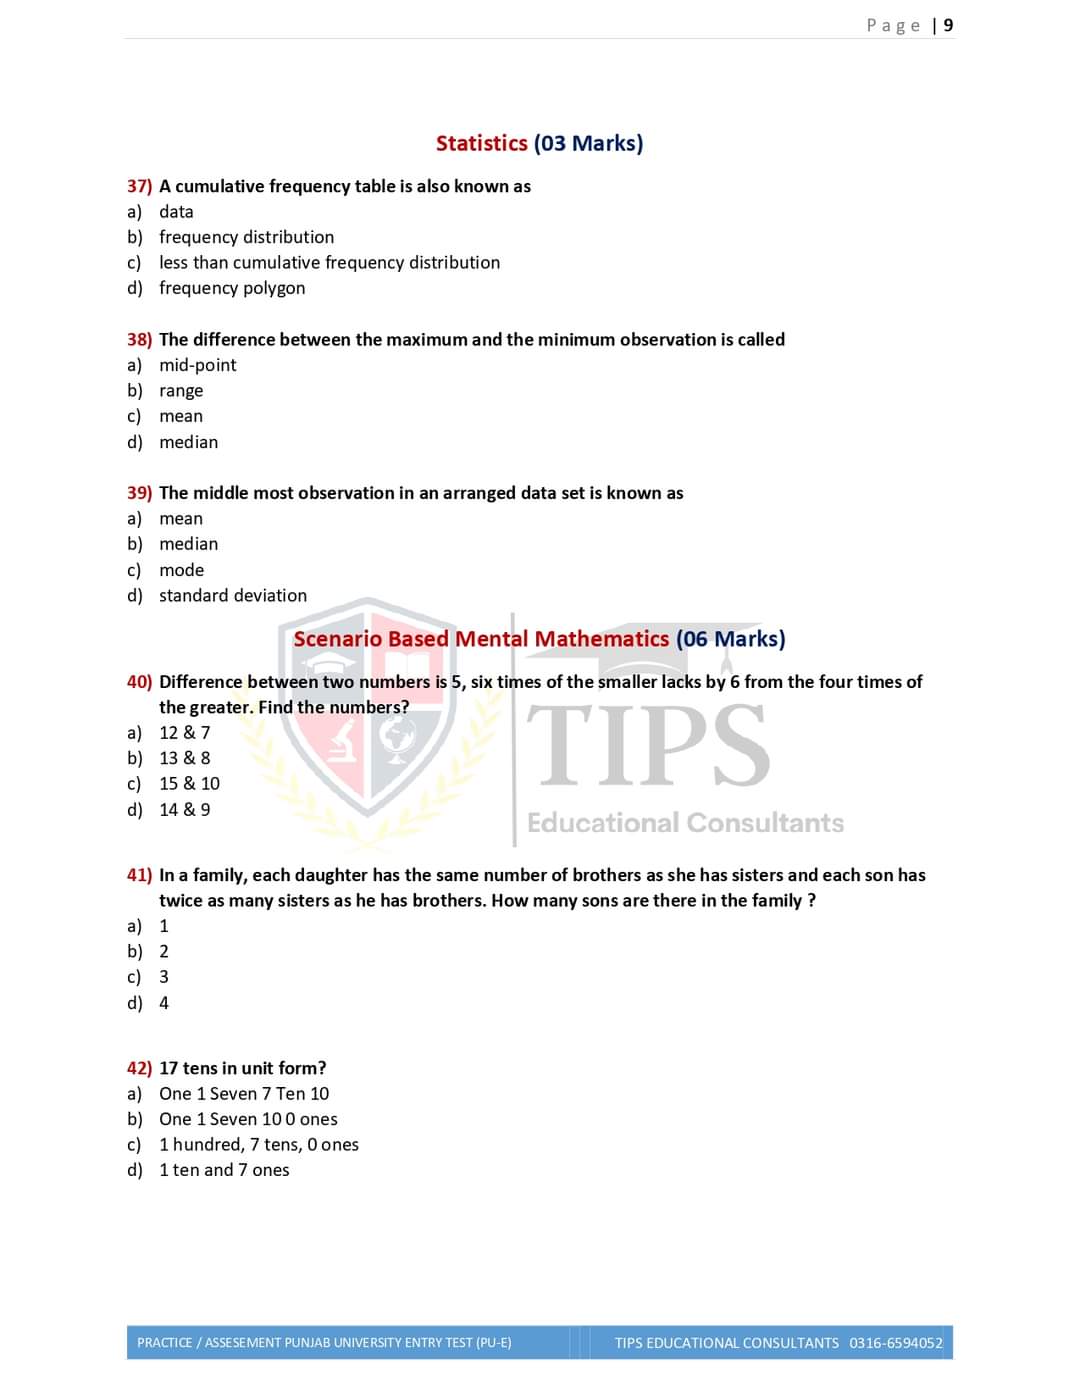 Page | 9
Statistics (03 Marks)
37) A cumulative frequency table is also known as
a) data
b) frequency distribution
c) less than cumulative frequency distribution
d) frequency polygon
38) The difference between the maximum and the minimum observation is called
a) mid-point
b) range
c) mean
d) median
39) The middle most observation in an arranged data set is known as
a) mean
b) median
c) mode
d) standard deviation
Scenario Based Mental Mathematics (06 Marks)
40) Difference between two numbers is 5, six times of the smaller lacks by 6 from the four times of
the greater. Find the numbers?
a) 12 & 7
b) 13 & 8
c) 15 & 10
d) 14 & 9
TIPS
Educational Consultants
41) In a family, each daughter has the same number of brothers as she has sisters and each son has
twice as many sisters as he has brothers. How many sons are there in the family ?
a) 1
b) 2
c) 3
d) 4
42) 17 tens in unit form?
a) One 1 Seven 7 Ten 10
b) One 1 Seven 10 0 ones
c) 1 hundred, 7 tens, 0 ones
d) 1 ten and 7 ones
PRACTICE / ASSESEMENT PUNJAB UNIVERSITY ENTRY TEST (PU-E)
TIPS EDUCATIONAL CONSULTANTS 0316-6594052